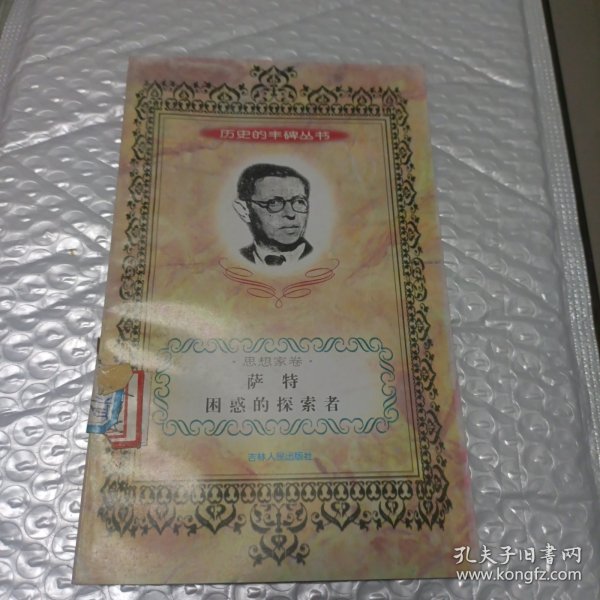 历史的丰碑丛书
·思想家卷·
萨特
困惑的探索者
吉林人民出版社
孔夫子旧書网
www.kongfz.com